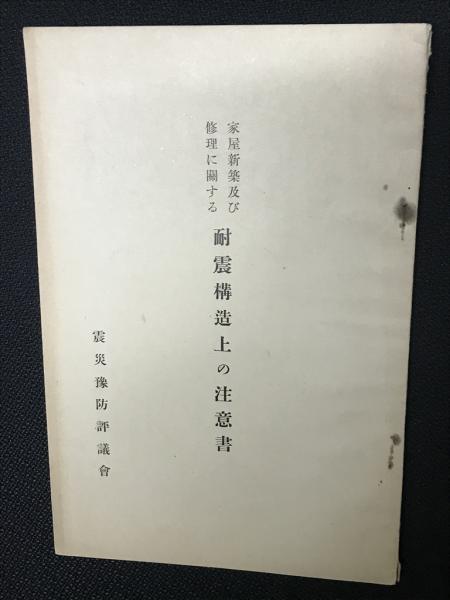 家屋新築及び
修理に關する
耐震構造上の注意書
震災豫防評議會